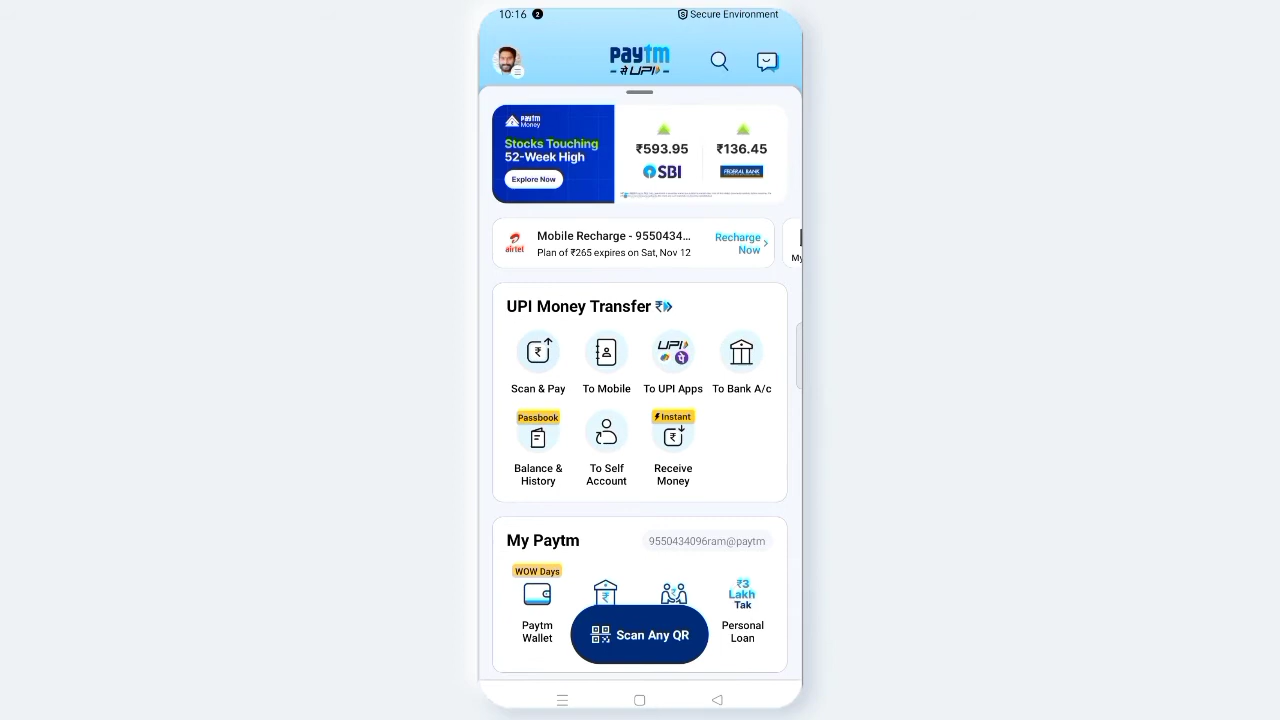 10:16 2 Secure Environment
paytm
UPI
paytm
Money
Stocks Touching
52-Week High
Explore Now
₹593.95
SBI
₹136.45
FEDERAL BANK
airtel
Mobile Recharge - 9550434...
Plan of ₹265 expires on Sat, Nov 12
Recharge
Now
My
UPI Money Transfer ₹
Scan & Pay
To Mobile
UPI
To UPI Apps
To Bank A/c
Passbook
Balance &
History
To Self
Account
Instant
Receive
Money
My Paytm
9550434096ram@paytm
WOW Days
Paytm
Wallet
₹3
Lakh
Tak
Personal
Loan
Scan Any QR